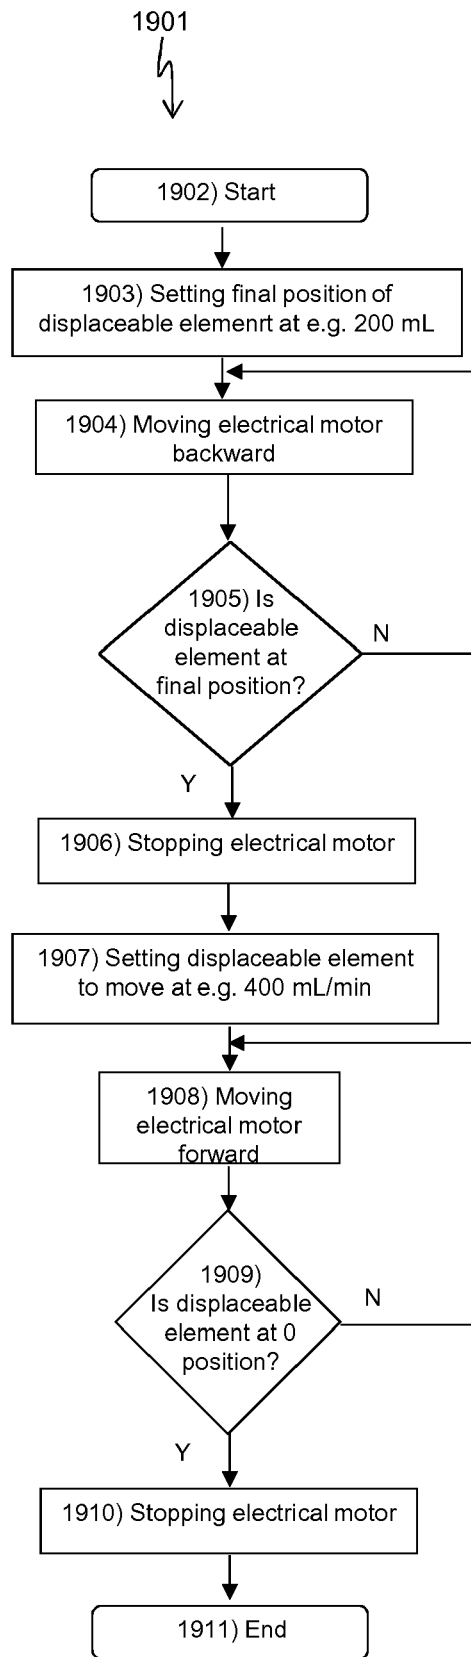 1901
1902) Start
1903) Setting final position of
displaceable elemenrt at e.g. 200 mL
1904) Moving electrical motor
backward
1905) Is
displaceable
element at
final position?
N
Y
1906) Stopping electrical motor
1907) Setting displaceable element
to move at e.g. 400 mL/min
1908) Moving
electrical motor
forward
1909)
Is displaceable
element at 0
position?
N
Y
1910) Stopping electrical motor
1911) End